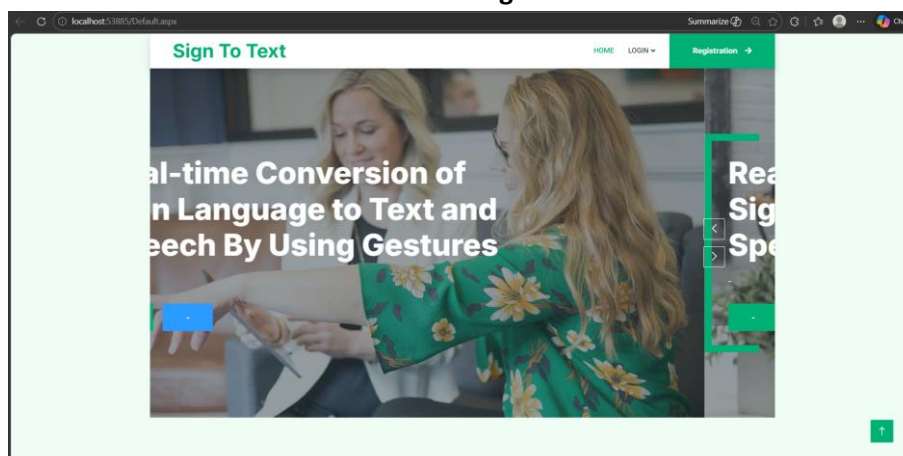 localhost:53885/Default.aspx
Summarize
Sign To Text
HOME
LOGIN
Registration →
al-time Conversion of
n Language to Text and
eech By Using Gestures
Rea
Sig
Spe